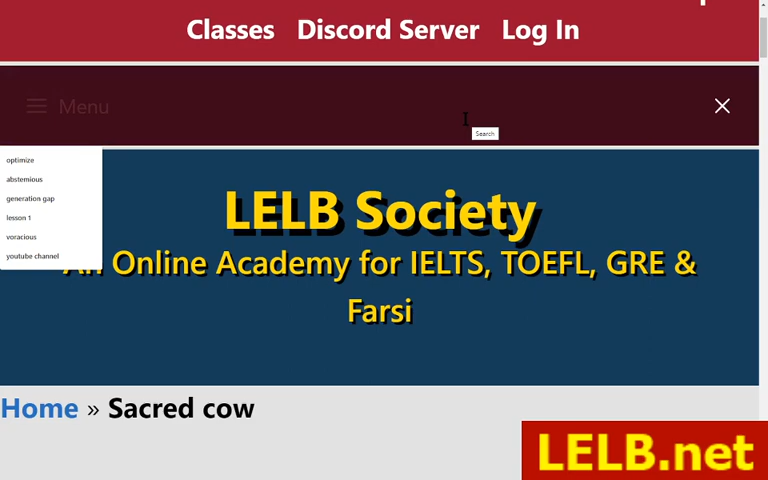 Classes Discord Server Log In
Menu
Search
optimize
abstemious
generation gap
lesson 1
voracious
youtube channel
LELB Society
An Online Academy for IELTS, TOEFL, GRE &
Farsi
Home » Sacred cow
LELB.net